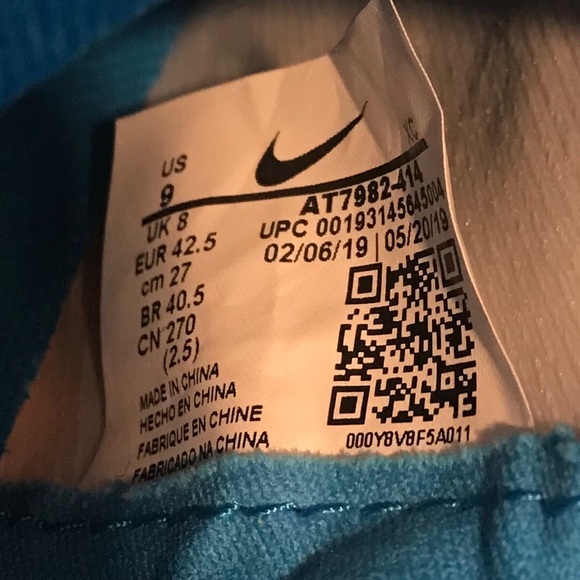 XC
US
9
UK 8
EUR 42.5
cm 27
BR 40.5
CN 270
(2.5)
MADE IN CHINA
HECHO EN CHINA
FABRIQUE EN CHINE
FABRICADO NA CHINA
AT7982-414
UPC 00193145645004
02/06/19 | 05/20/19
000Y8V8F5A011